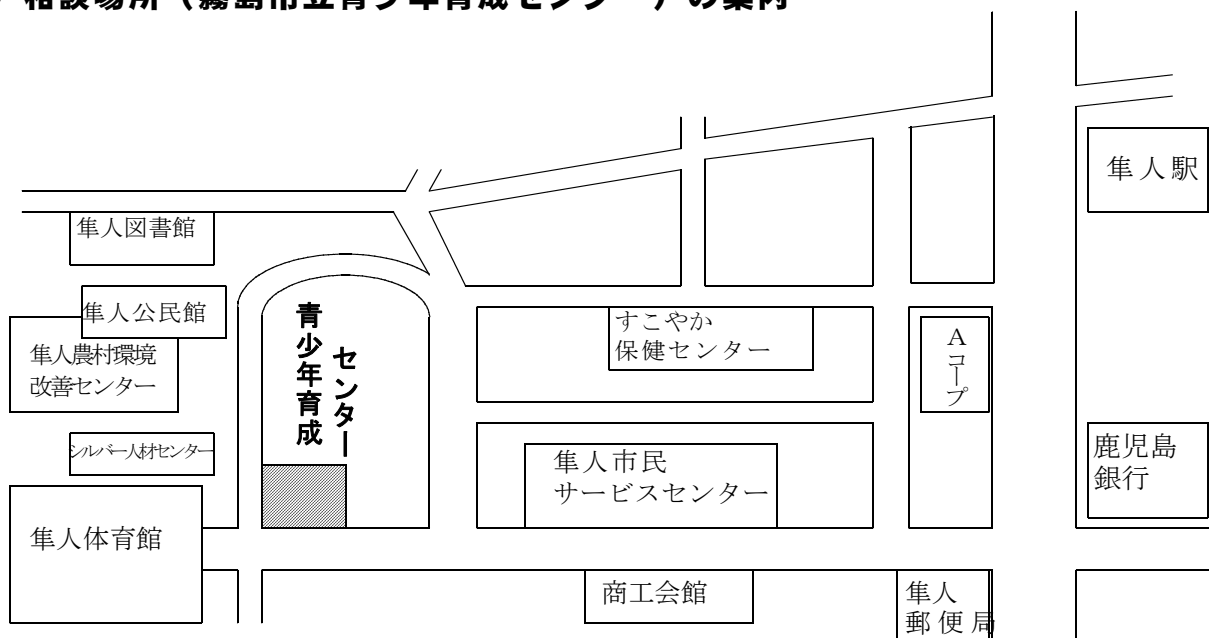 相談場所（霧島市立青少年育成センター）の案内
隼人駅
隼人図書館
隼人公民館
隼人農村環境
改善センター
シルバー人材センター
隼人体育館
青少年育成
センター
すこやか
保健センター
Aコープ
隼人市民
サービスセンター
鹿児島
銀行
商工会館
隼人
郵便局